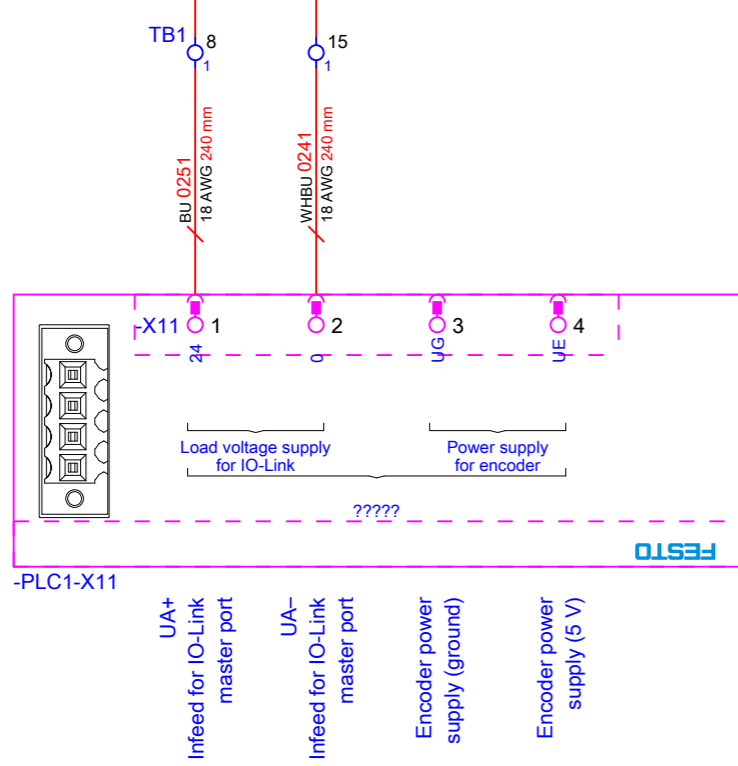 TB1 8 15
1 1
BU 0251
18 AWG 240 mm
WHBU 0241
18 AWG 240 mm
-X11 1 2 3 4
24 0 UG UE
Load voltage supply
for IO-Link
Power supply
for encoder
?????
FESTO
-PLC1-X11
UA+
Infeed for IO-Link
master port
UA–
Infeed for IO-Link
master port
Encoder power
supply (ground)
Encoder power
supply (5 V)